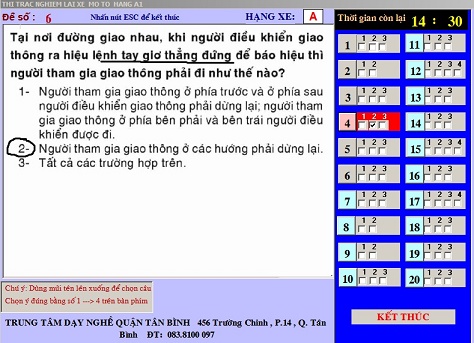 THI TRAC NGHIEM LAI XE MO TO HANG A1
Đề số : 6 Nhấn nút ESC để kết thúc HẠNG XE: A
Tại nơi đường giao nhau, khi người điều khiển giao
thông ra hiệu lệnh tay giơ thẳng đứng để báo hiệu thì
người tham gia giao thông phải đi như thế nào?
1- Người tham gia giao thông ở phía trước và ở phía sau
người điều khiển giao thông phải dừng lại; người tham
gia giao thông ở phía bên phải và bên trái người điều
khiển được đi.
2- Người tham gia giao thông ở các hướng phải dừng lại.
3- Tất cả các trường hợp trên.
Chú ý: Dùng mũi tên lên xuống để chọn câu
Chọn ý đúng bằng số 1 ---> 4 trên bàn phím
TRUNG TÂM DẠY NGHỀ QUẬN TÂN BÌNH 456 Trường Chinh , P.14 , Q. Tân
Bình ĐT: 083.8100 097
Thời gian còn lại 14 : 30
1 1 2 3
2 1 2
3 1 2 3
4 1 2 3
5 1 2 3
6 1 2
7 1 2 3
8 1 2
9 1 2 3
10 1 2 3
11 1 2 3
12 1 2 3
13 1 2 3
14 1 2
15 1 2 3 4
16 1 2 3
17 1 2 3 4
18 1 2 3
19 1 2 3
20 1 2 3
KẾT THÚC